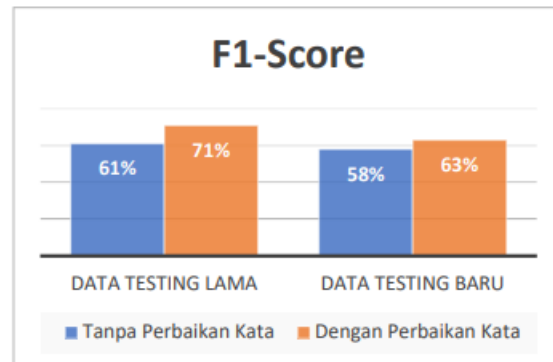 F1-Score
61%
71%
58%
63%
DATA TESTING LAMA
DATA TESTING BARU
Tanpa Perbaikan Kata
Dengan Perbaikan Kata